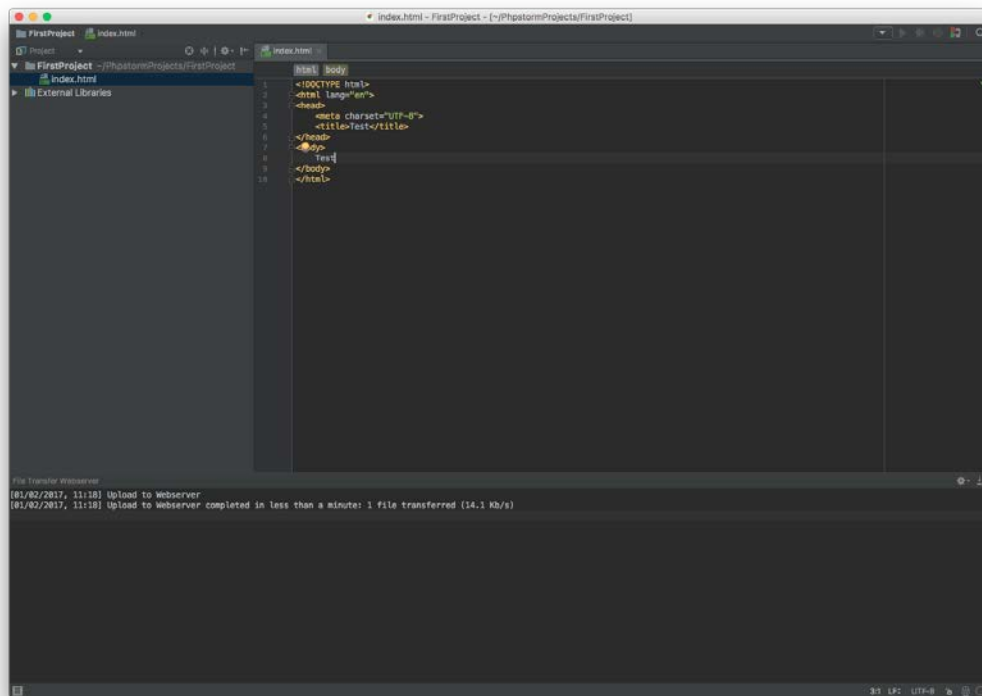 index.html - FirstProject - [~/PhpstormProjects/FirstProject]
FirstProject index.html
Project index.html
FirstProject ~/PhpstormProjects/FirstProject
index.html
External Libraries
html body
1 <!DOCTYPE html>
2 <html lang="en">
3 <head>
4 <meta charset="UTF-8">
5 <title>Test</title>
6 </head>
7
8 Test
9 </body>
10 </html>
File Transfer Webserver
[01/02/2017, 11:18] Upload to Webserver
[01/02/2017, 11:18] Upload to Webserver completed in less than a minute: 1 file transferred (14.1 Kb/s)
3:1 LF: UTF-8